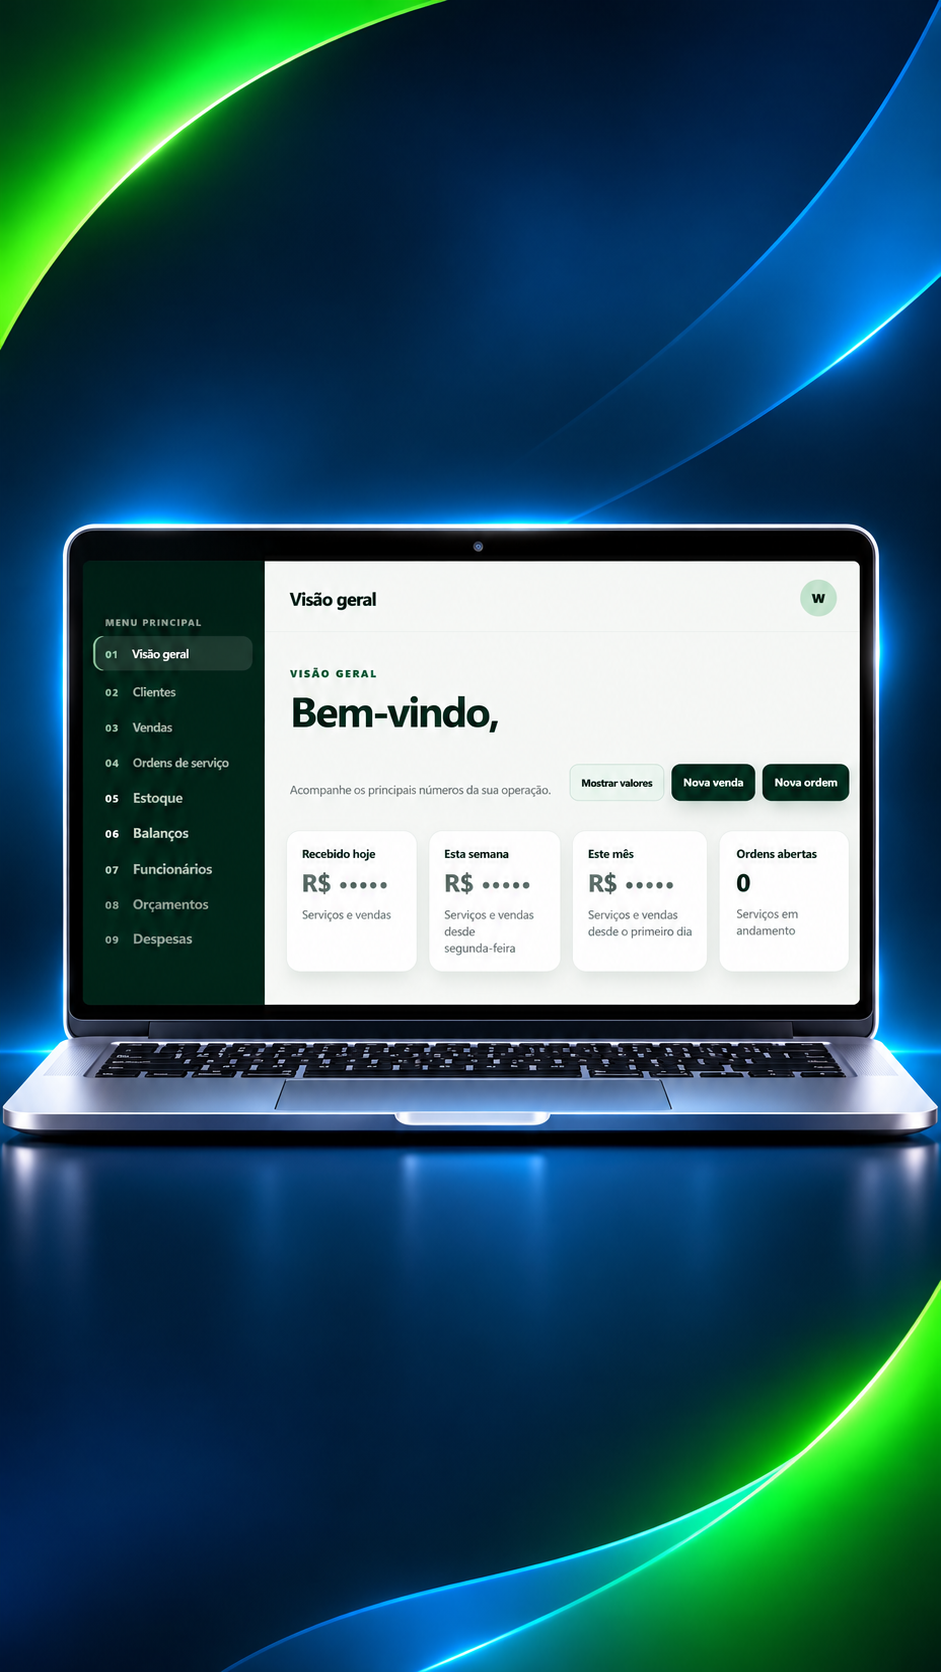 MENU PRINCIPAL
01 Visão geral
02 Clientes
03 Vendas
04 Ordens de serviço
05 Estoque
06 Balanços
07 Funcionários
08 Orçamentos
09 Despesas
Visão geral
W
VISÃO GERAL
Bem-vindo,
Acompanhe os principais números da sua operação.
Mostrar valores
Nova venda
Nova ordem
Recebido hoje
R$ •••••
Serviços e vendas
Esta semana
R$ •••••
Serviços e vendas
desde
segunda-feira
Este mês
R$ •••••
Serviços e vendas
desde o primeiro dia
Ordens abertas
0
Serviços em
andamento